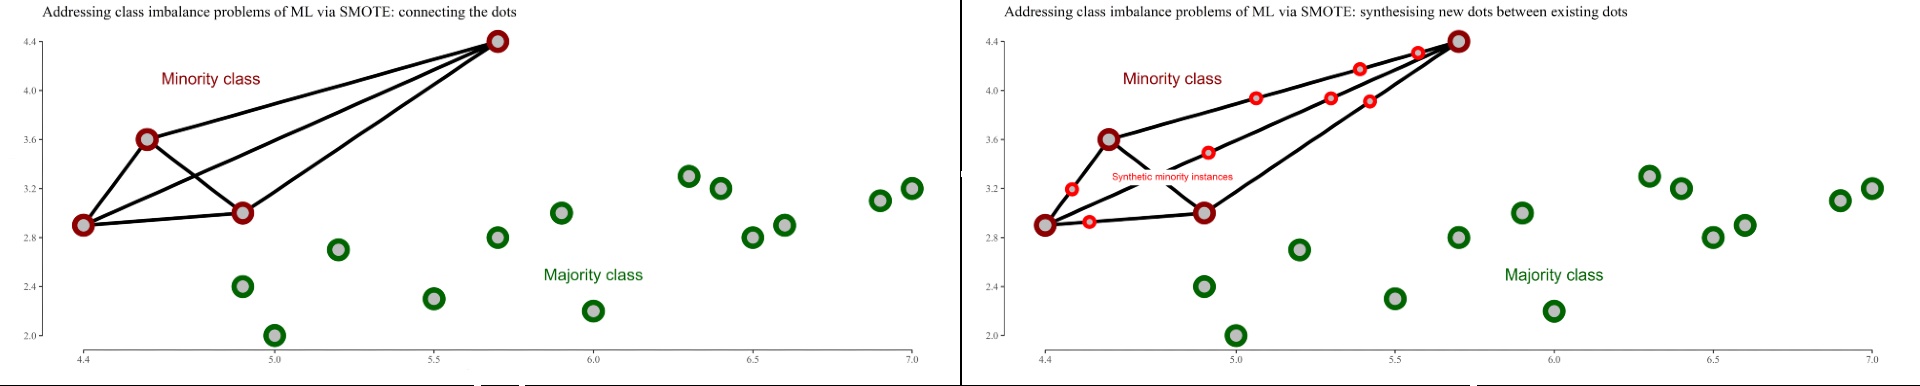 Addressing class imbalance problems of ML via SMOTE: connecting the dots
4.4
4.0
3.6
3.2
2.8
2.4
2.0
Minority class
Majority class
4.4 5.0 5.5 6.0 6.5 7.0
Addressing class imbalance problems of ML via SMOTE: synthesising new dots between existing dots
4.4
4.0
3.6
3.2
2.8
2.4
2.0
Minority class
Synthetic minority instances
Majority class
4.4 5.0 5.5 6.0 6.5 7.0